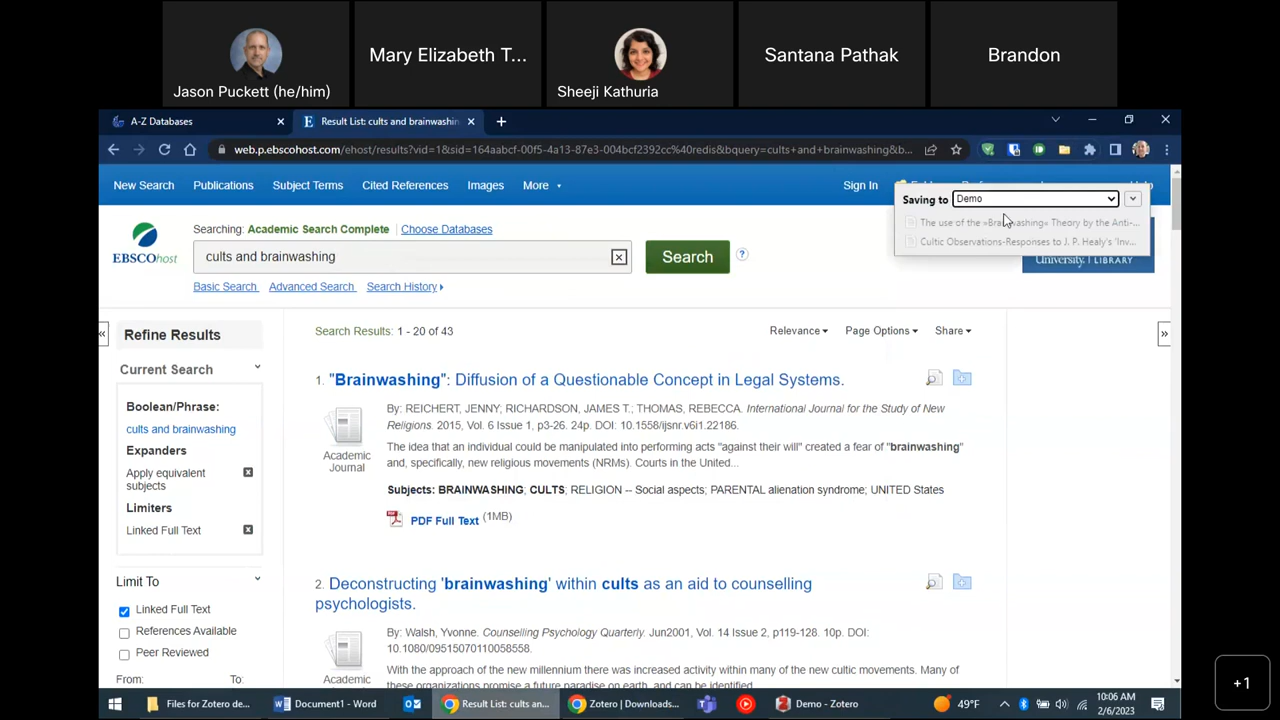 Jason Puckett (he/him)
Mary Elizabeth T...
Sheeji Kathuria
Santana Pathak
Brandon
A-Z Databases
Result List: cults and brainwashin
web.p.ebscohost.com/ehost/results?vid=1&sid=164aabcf-00f5-4a13-87e3-004bcf2392cc%40redis&bquery=cults+and+brainwashing&b...
New Search
Publications
Subject Terms
Cited References
Images
More
Sign In
Saving to
Demo
The use of the »Brainwashing« Theory by the Anti-...
Cultic Observations-Responses to J. P. Healy's 'Inv...
EBSCOhost
Searching: Academic Search Complete
Choose Databases
cults and brainwashing
Search
University Library
Basic Search
Advanced Search
Search History
Refine Results
Current Search
Boolean/Phrase:
cults and brainwashing
Expanders
Apply equivalent
subjects
Limiters
Linked Full Text
Limit To
Linked Full Text
References Available
Peer Reviewed
From:
To:
Search Results: 1 - 20 of 43
Relevance
Page Options
Share
1. "Brainwashing": Diffusion of a Questionable Concept in Legal Systems.
By: REICHERT, JENNY; RICHARDSON, JAMES T.; THOMAS, REBECCA. International Journal for the Study of New
Religions. 2015, Vol. 6 Issue 1, p3-26. 24p. DOI: 10.1558/ijsnr.v6i1.22186.
The idea that an individual could be manipulated into performing acts "against their will" created a fear of "brainwashing"
and, specifically, new religious movements (NRMs). Courts in the United...
Academic
Journal
Subjects: BRAINWASHING; CULTS; RELIGION -- Social aspects; PARENTAL alienation syndrome; UNITED States
PDF Full Text (1MB)
2. Deconstructing 'brainwashing' within cults as an aid to counselling
psychologists.
By: Walsh, Yvonne. Counselling Psychology Quarterly. Jun2001, Vol. 14 Issue 2, p119-128. 10p. DOI:
10.1080/09515070110058558.
With the approach of the new millennium there was increased activity within many of the new cultic movements. Many of
these organizations promise a future paradise on earth, and can be identified
Academic
+1
Files for Zotero de...
Document1 - Word
Result List: cults an...
Zotero | Downloads...
Demo - Zotero
49°F
10:06 AM
2/6/2023